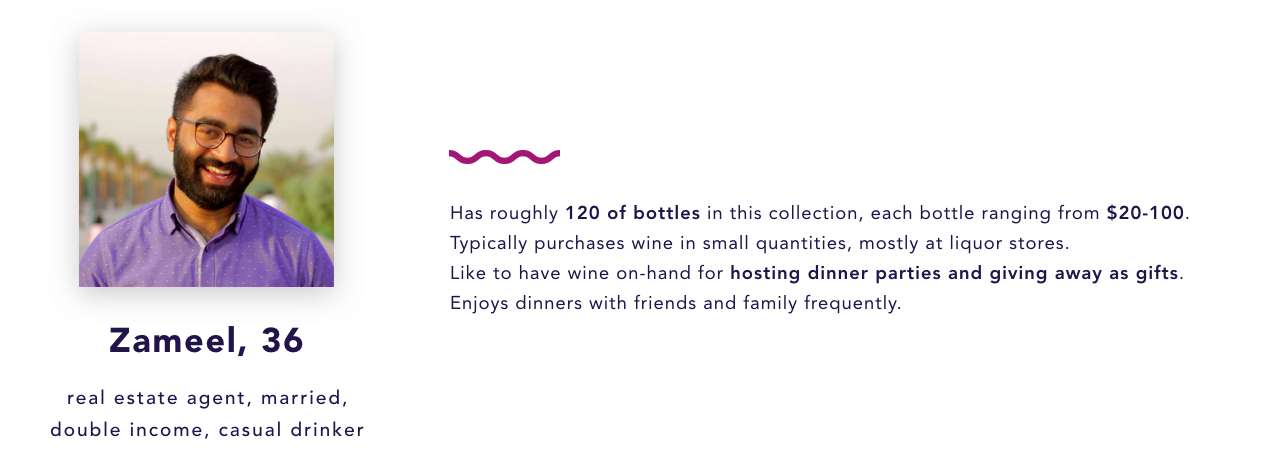 Zameel, 36
real estate agent, married,
double income, casual drinker
Has roughly 120 of bottles in this collection, each bottle ranging from $20-100.
Typically purchases wine in small quantities, mostly at liquor stores.
Like to have wine on-hand for hosting dinner parties and giving away as gifts.
Enjoys dinners with friends and family frequently.